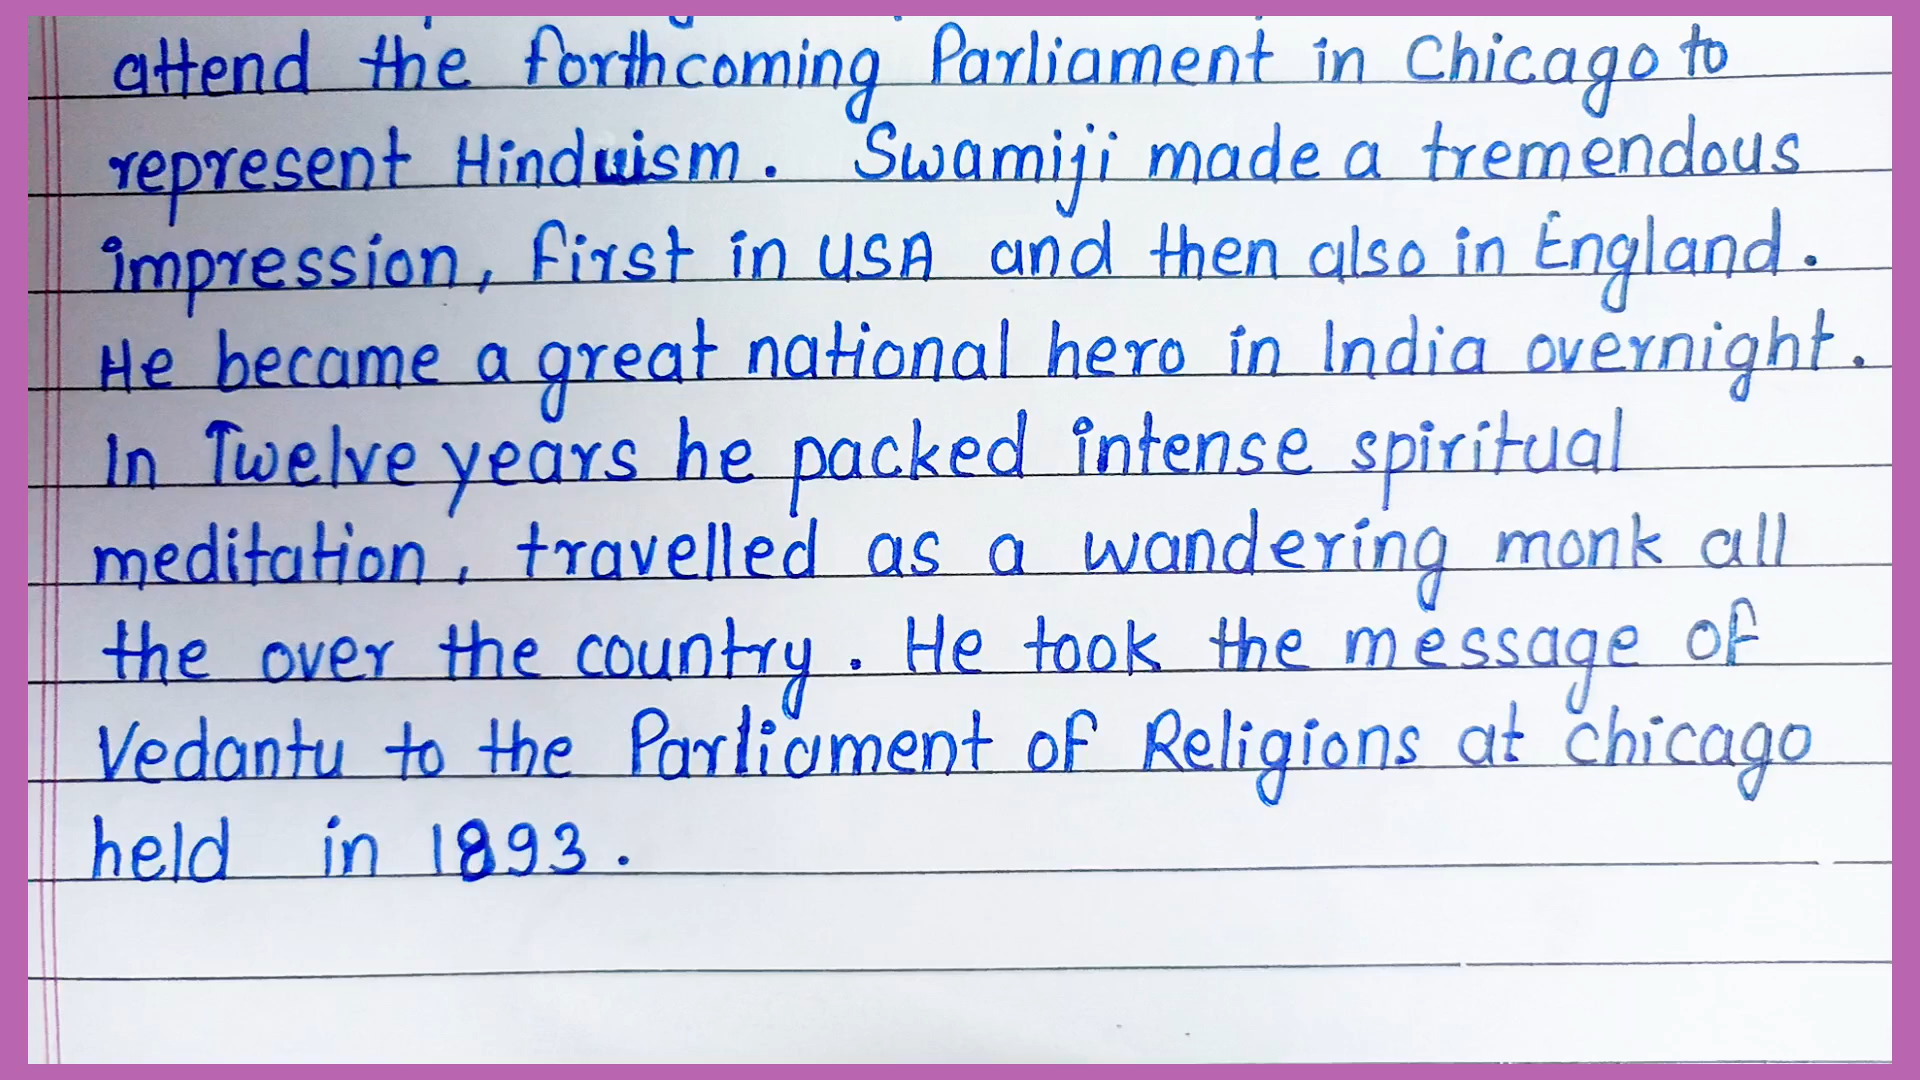 attend the forthcoming Parliament in Chicago to
represent Hinduism. Swamiji made a tremendous
impression, first in USA and then also in England.
He became a great national hero in India overnight.
In Twelve years he packed intense spiritual
meditation, travelled as a wandering monk all
the over the country. He took the message of
Vedantu to the Parliament of Religions at chicago
held in 1893.